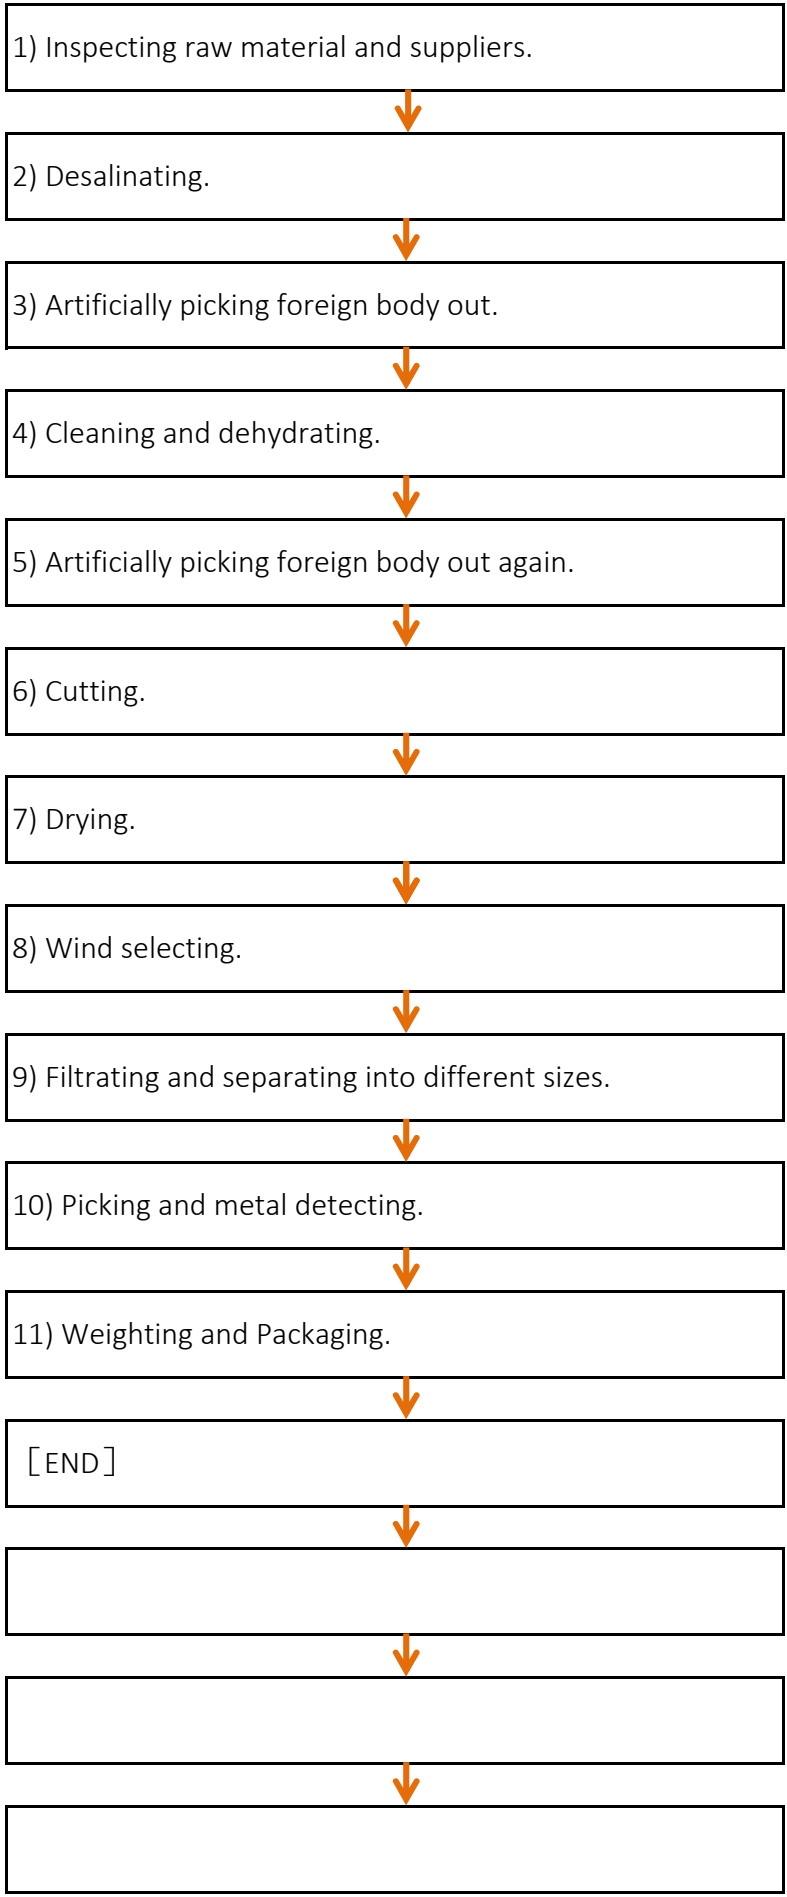 1) Inspecting raw material and suppliers.
2) Desalinating.
3) Artificially picking foreign body out.
4) Cleaning and dehydrating.
5) Artificially picking foreign body out again.
6) Cutting.
7) Drying.
8) Wind selecting.
9) Filtrating and separating into different sizes.
10) Picking and metal detecting.
11) Weighting and Packaging.
［END］